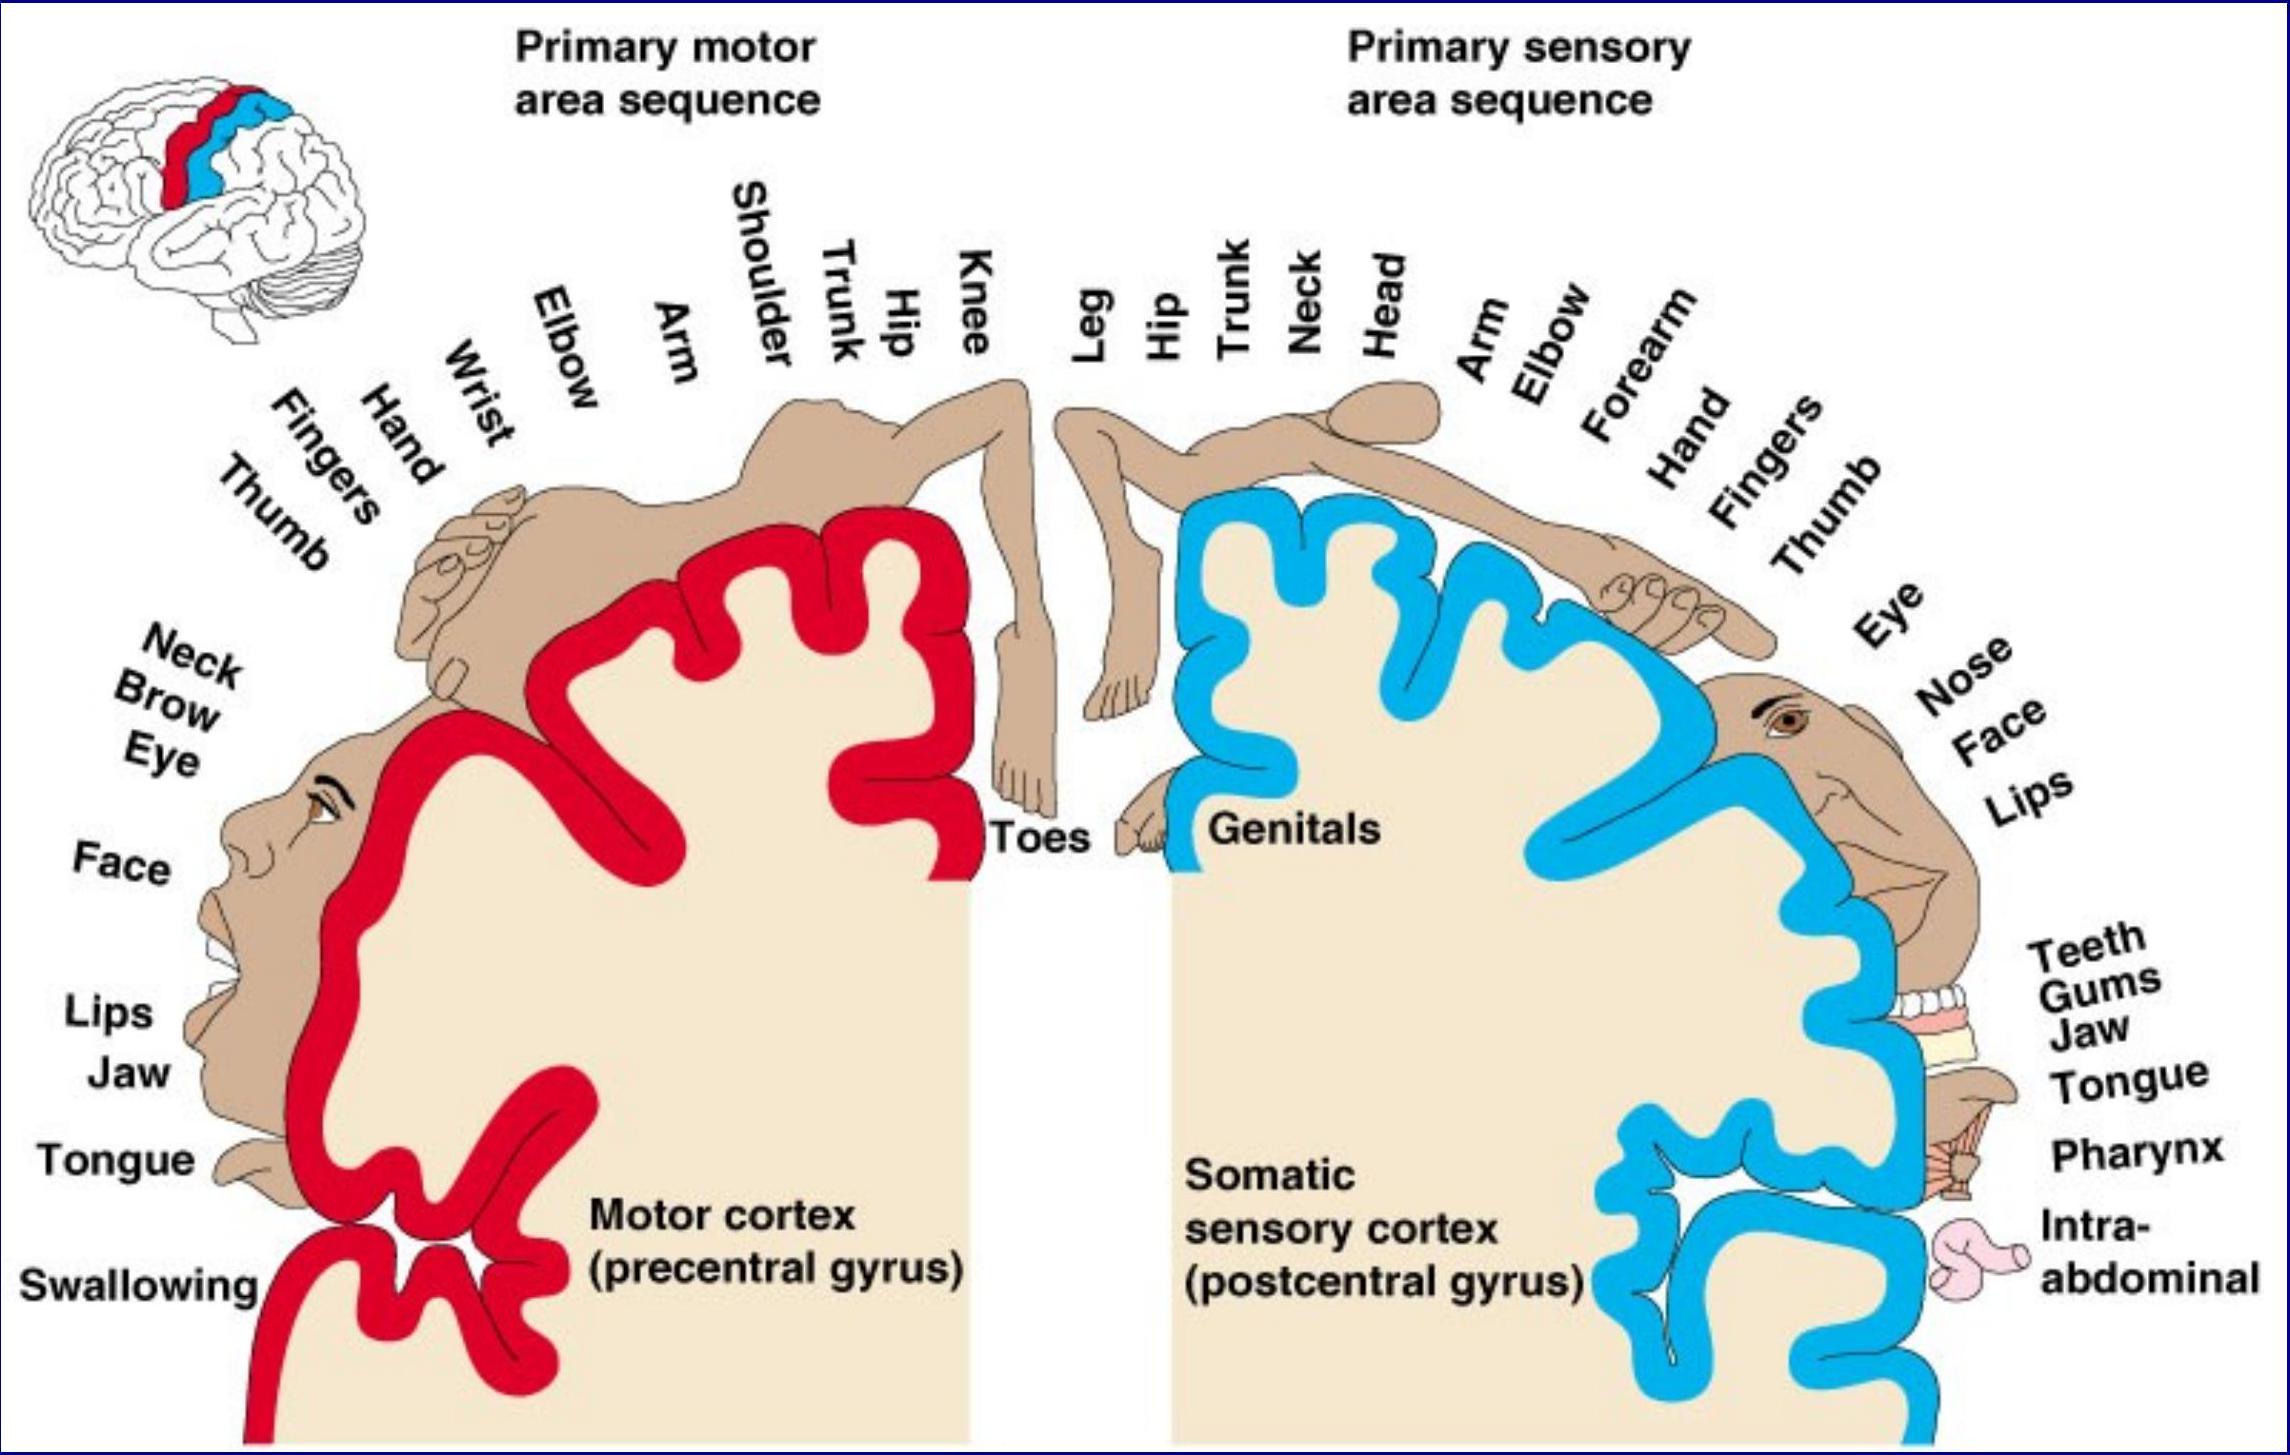 Primary motor
area sequence
Primary sensory
area sequence
Shoulder
Trunk
Hip
Knee
Arm
Elbow
Wrist
Hand
Fingers
Thumb
Neck
Brow
Eye
Face
Lips
Jaw
Tongue
Swallowing
Toes
Motor cortex
(precentral gyrus)
Leg
Hip
Trunk
Neck
Head
Arm
Elbow
Forearm
Hand
Fingers
Thumb
Eye
Nose
Face
Lips
Teeth
Gums
Jaw
Tongue
Pharynx
Intra-
abdominal
Genitals
Somatic
sensory cortex
(postcentral gyrus)